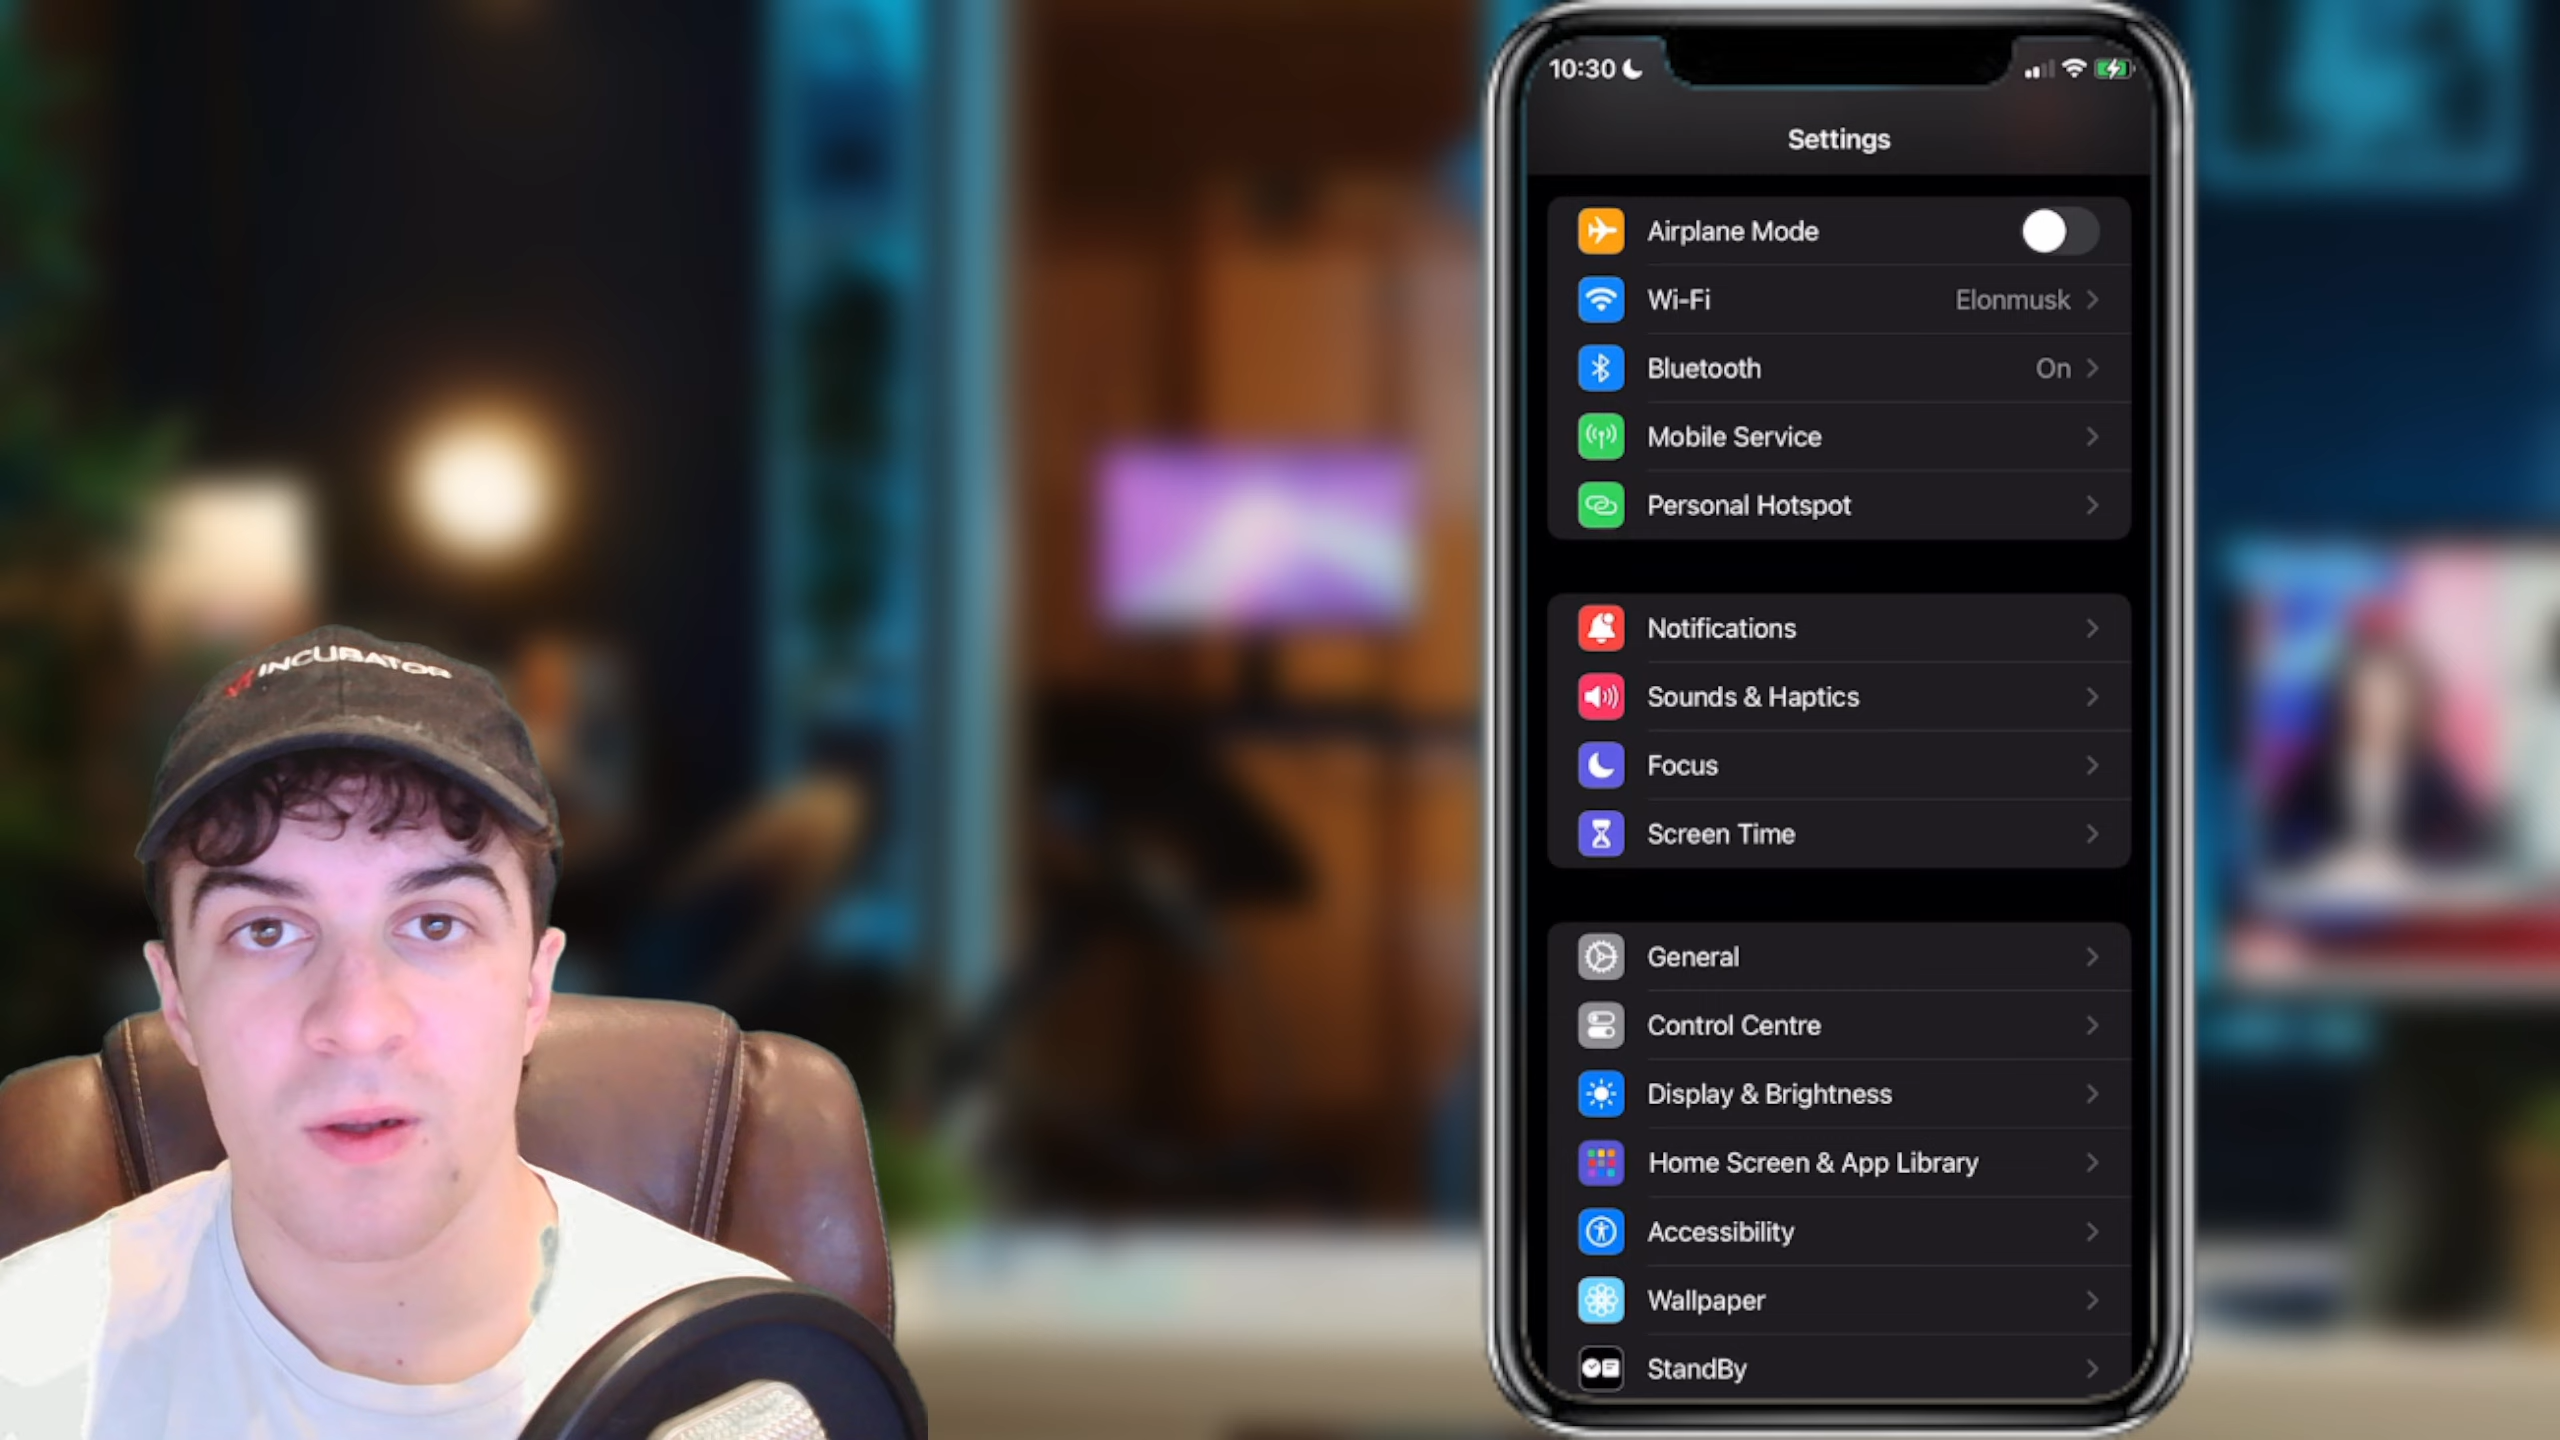 INCUBATOR
10:30
Settings
Airplane Mode
Wi-Fi Elonmusk
Bluetooth On
Mobile Service
Personal Hotspot
Notifications
Sounds & Haptics
Focus
Screen Time
General
Control Centre
Display & Brightness
Home Screen & App Library
Accessibility
Wallpaper
StandBy